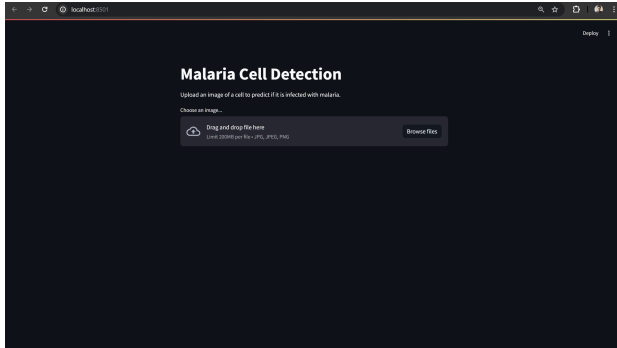 localhost:8501
Deploy
Malaria Cell Detection
Upload an image of a cell to predict if it is infected with malaria.
Choose an image...
Drag and drop file here
Limit 200MB per file • JPG, JPEG, PNG
Browse files